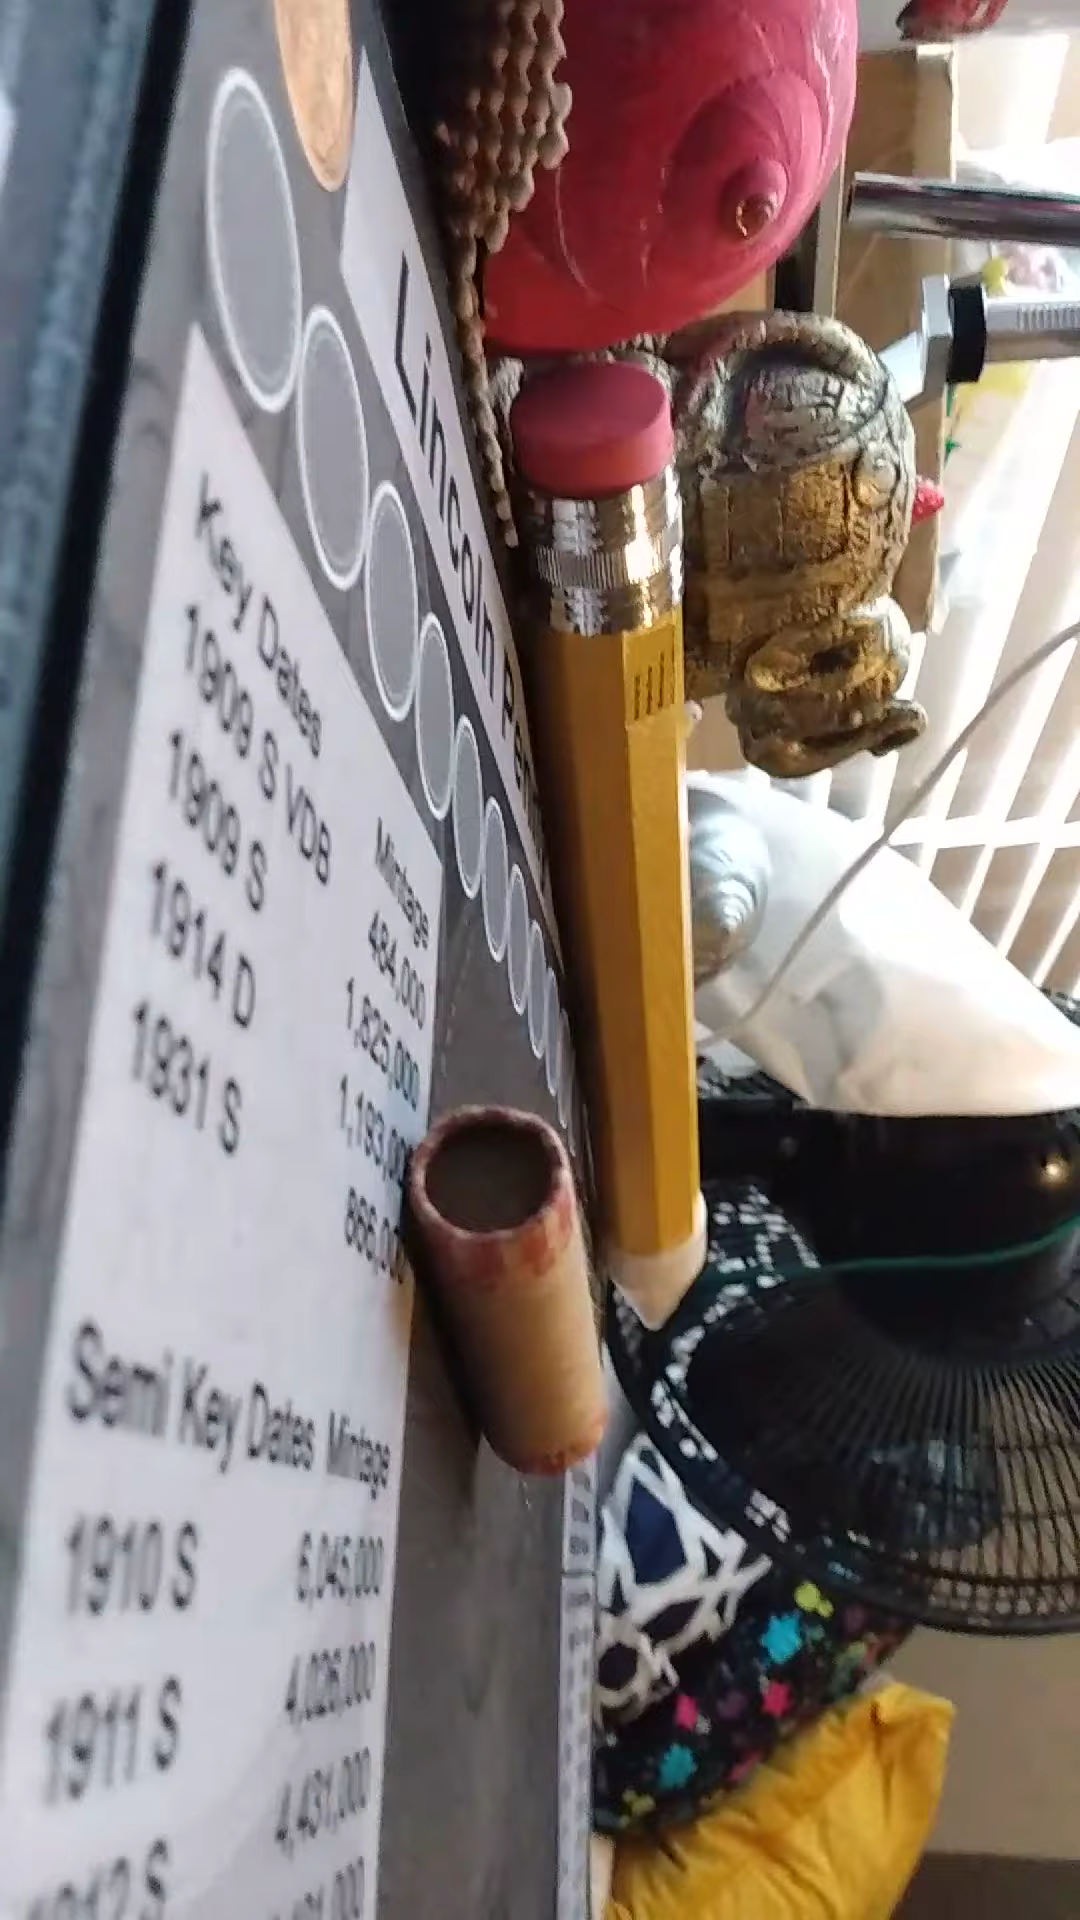 Lincoln
Key Dates Mintage
1909 S VDB 484,000
1909 S 1,825,000
1914 D
1931 S
Semi Key Dates Mintage
1910 S 6,045,000
1911 S 4,026,000
1912 S 4,431,000